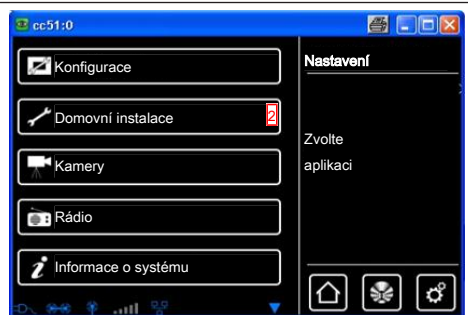 cc51:0
Konfigurace
Domovní instalace 2
Kamery
Rádio
Informace o systému
Nastavení
Zvolte
aplikaci